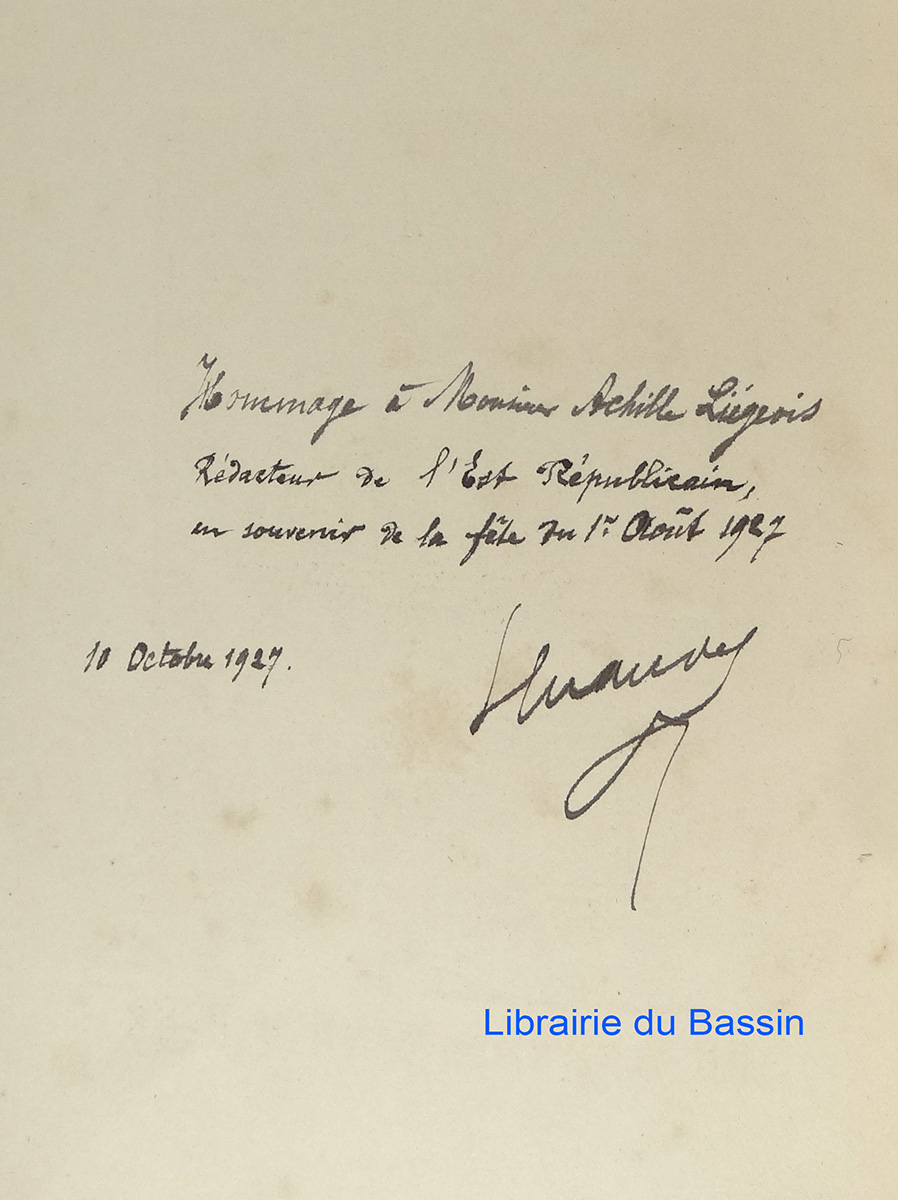 Hommage à Monsieur Achille Liégeois
Rédacteur de l'Est Républicain,
en souvenir de la fête du 1er Août 1927
10 Octobre 1927.
Librairie du Bassin